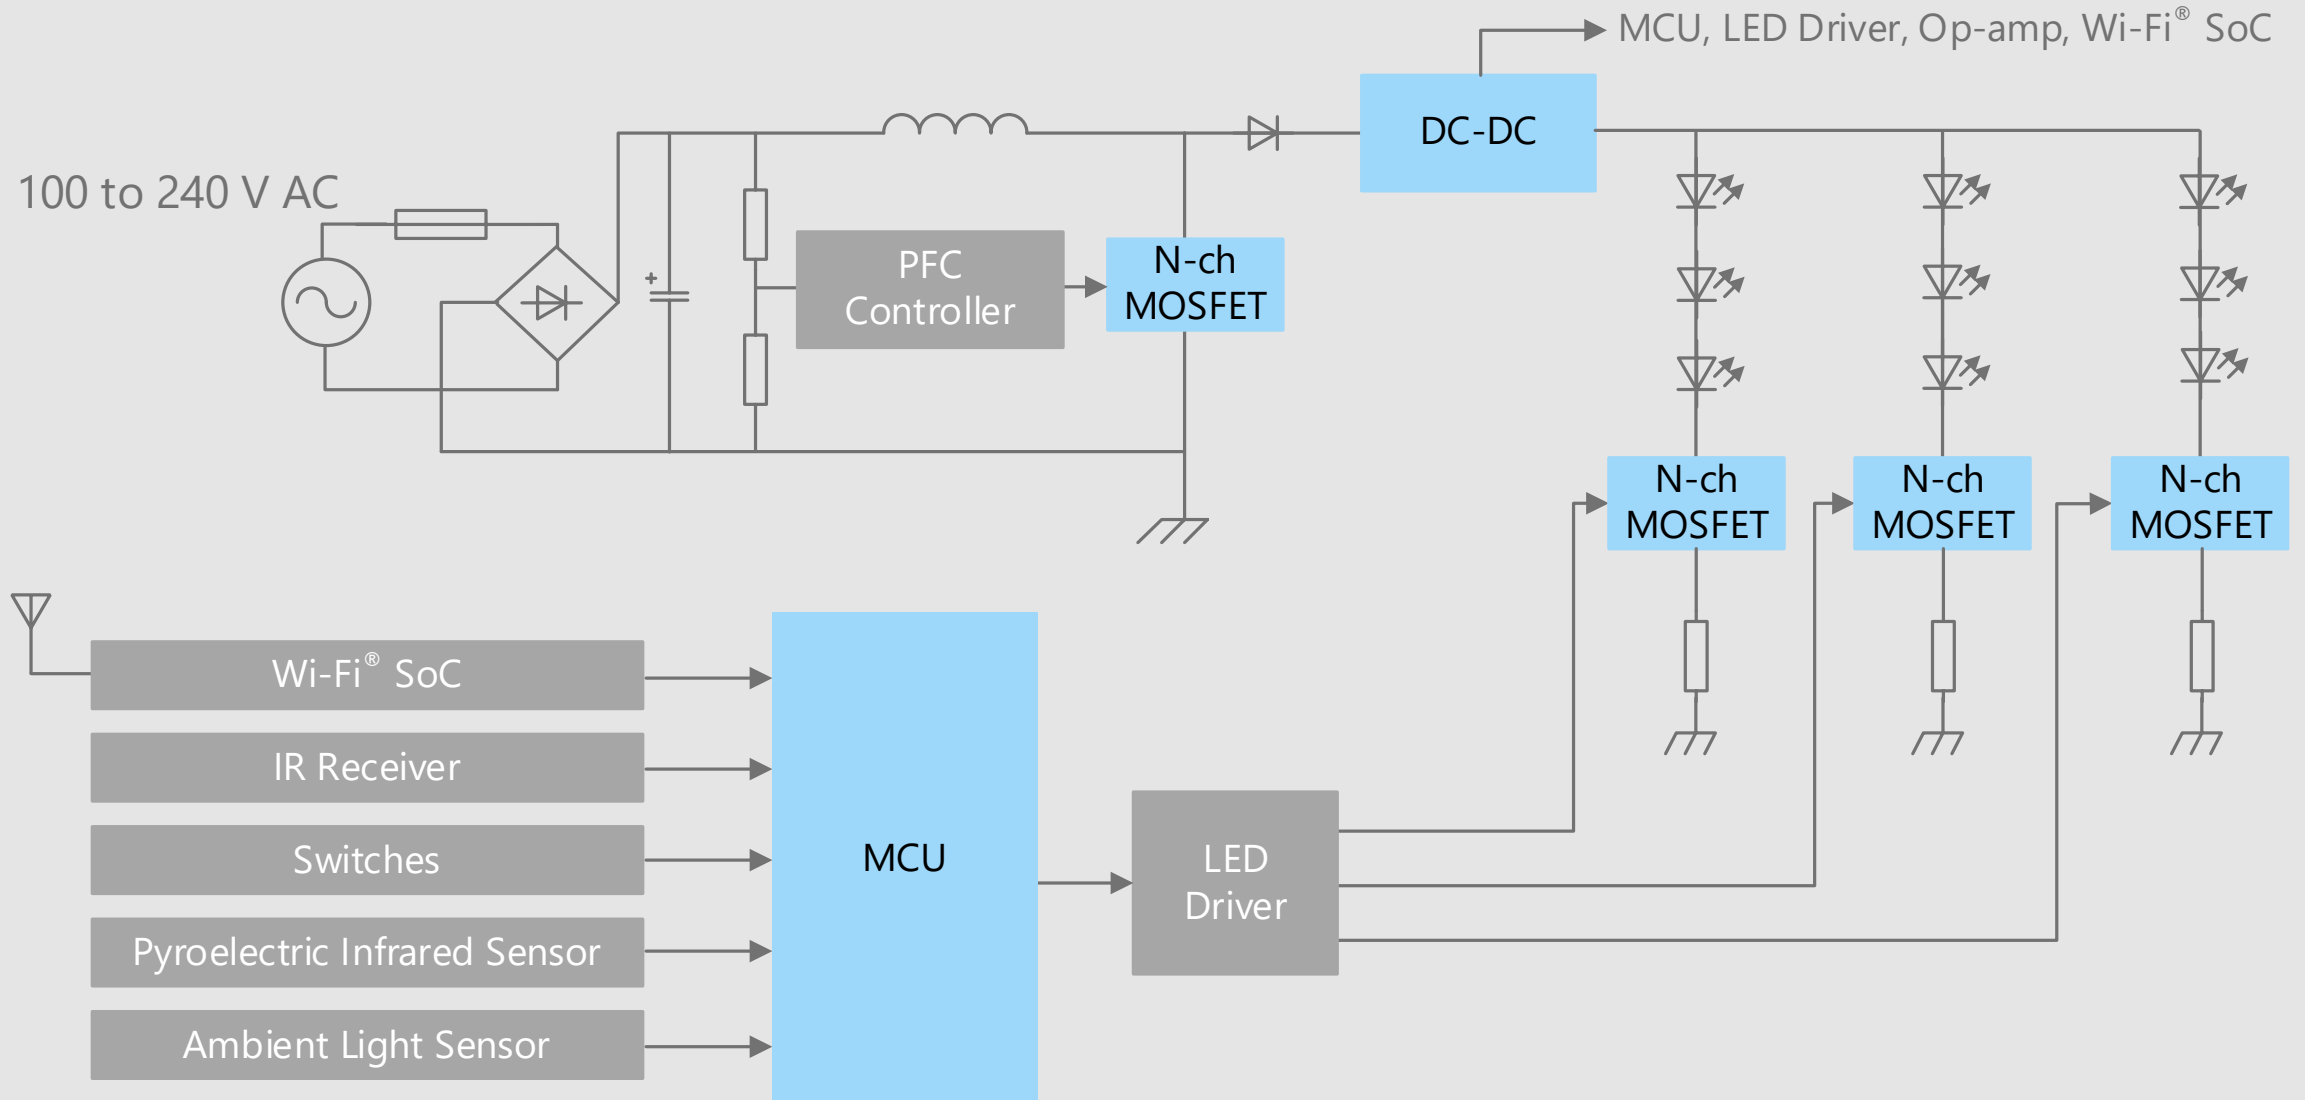 MCU, LED Driver, Op-amp, Wi-Fi® SoC
DC-DC
100 to 240 V AC
PFC
Controller
N-ch
MOSFET
+
N-ch
MOSFET
N-ch
MOSFET
N-ch
MOSFET
Wi-Fi® SoC
IR Receiver
Switches
Pyroelectric Infrared Sensor
Ambient Light Sensor
MCU
LED
Driver